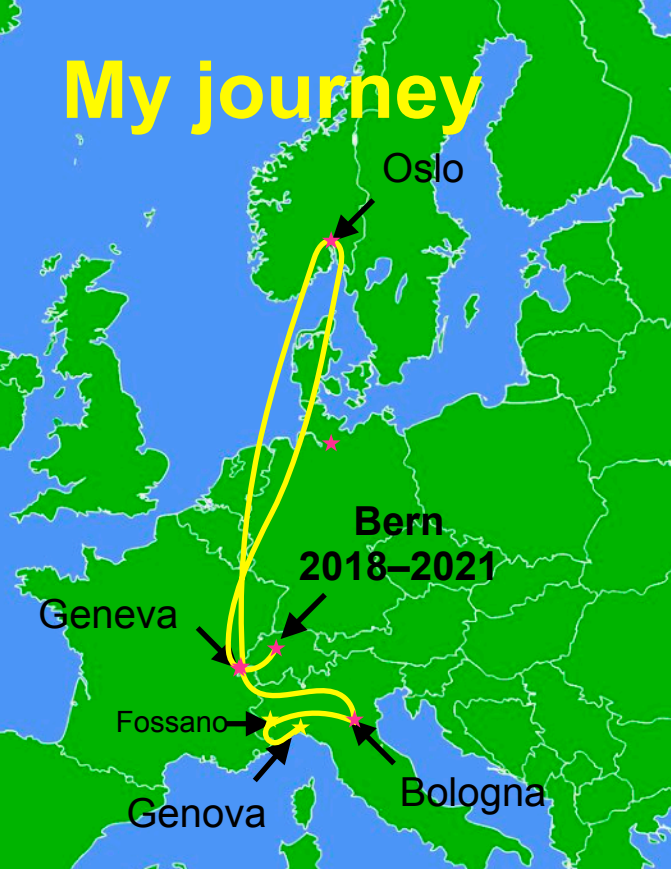 My journey
Oslo
Bern
2018–2021
Geneva
Fossano
Genova
Bologna